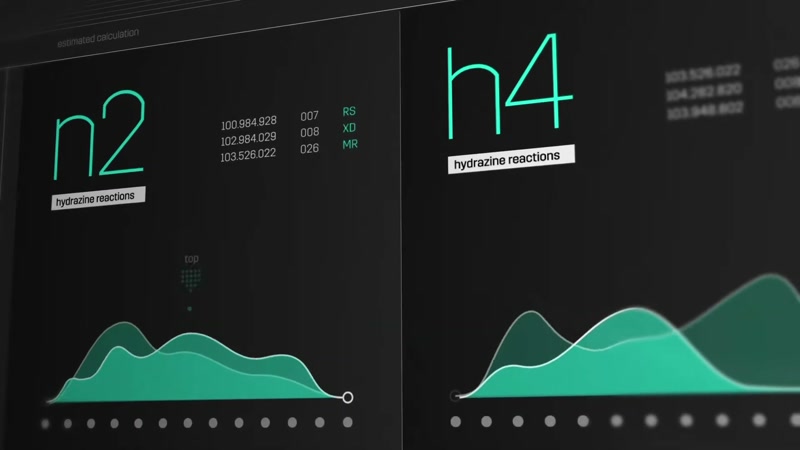 estimated calculation
n2
hydrazine reactions
100.984.928 007 RS
102.984.029 008 XD
103.526.022 026 MR
top
h4
hydrazine reactions
103.526.022
104.282.820
103.948.802